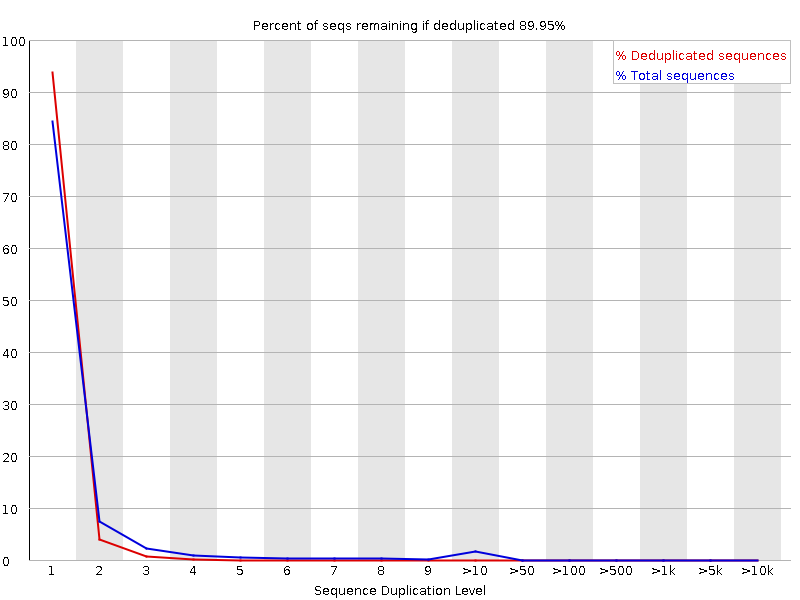 Percent of seqs remaining if deduplicated 89.95%
% Deduplicated sequences
% Total sequences
100
90
80
70
60
50
40
30
20
10
0
1 2 3 4 5 6 7 8 9 >10 >50 >100 >500 >1k >5k >10k
Sequence Duplication Level